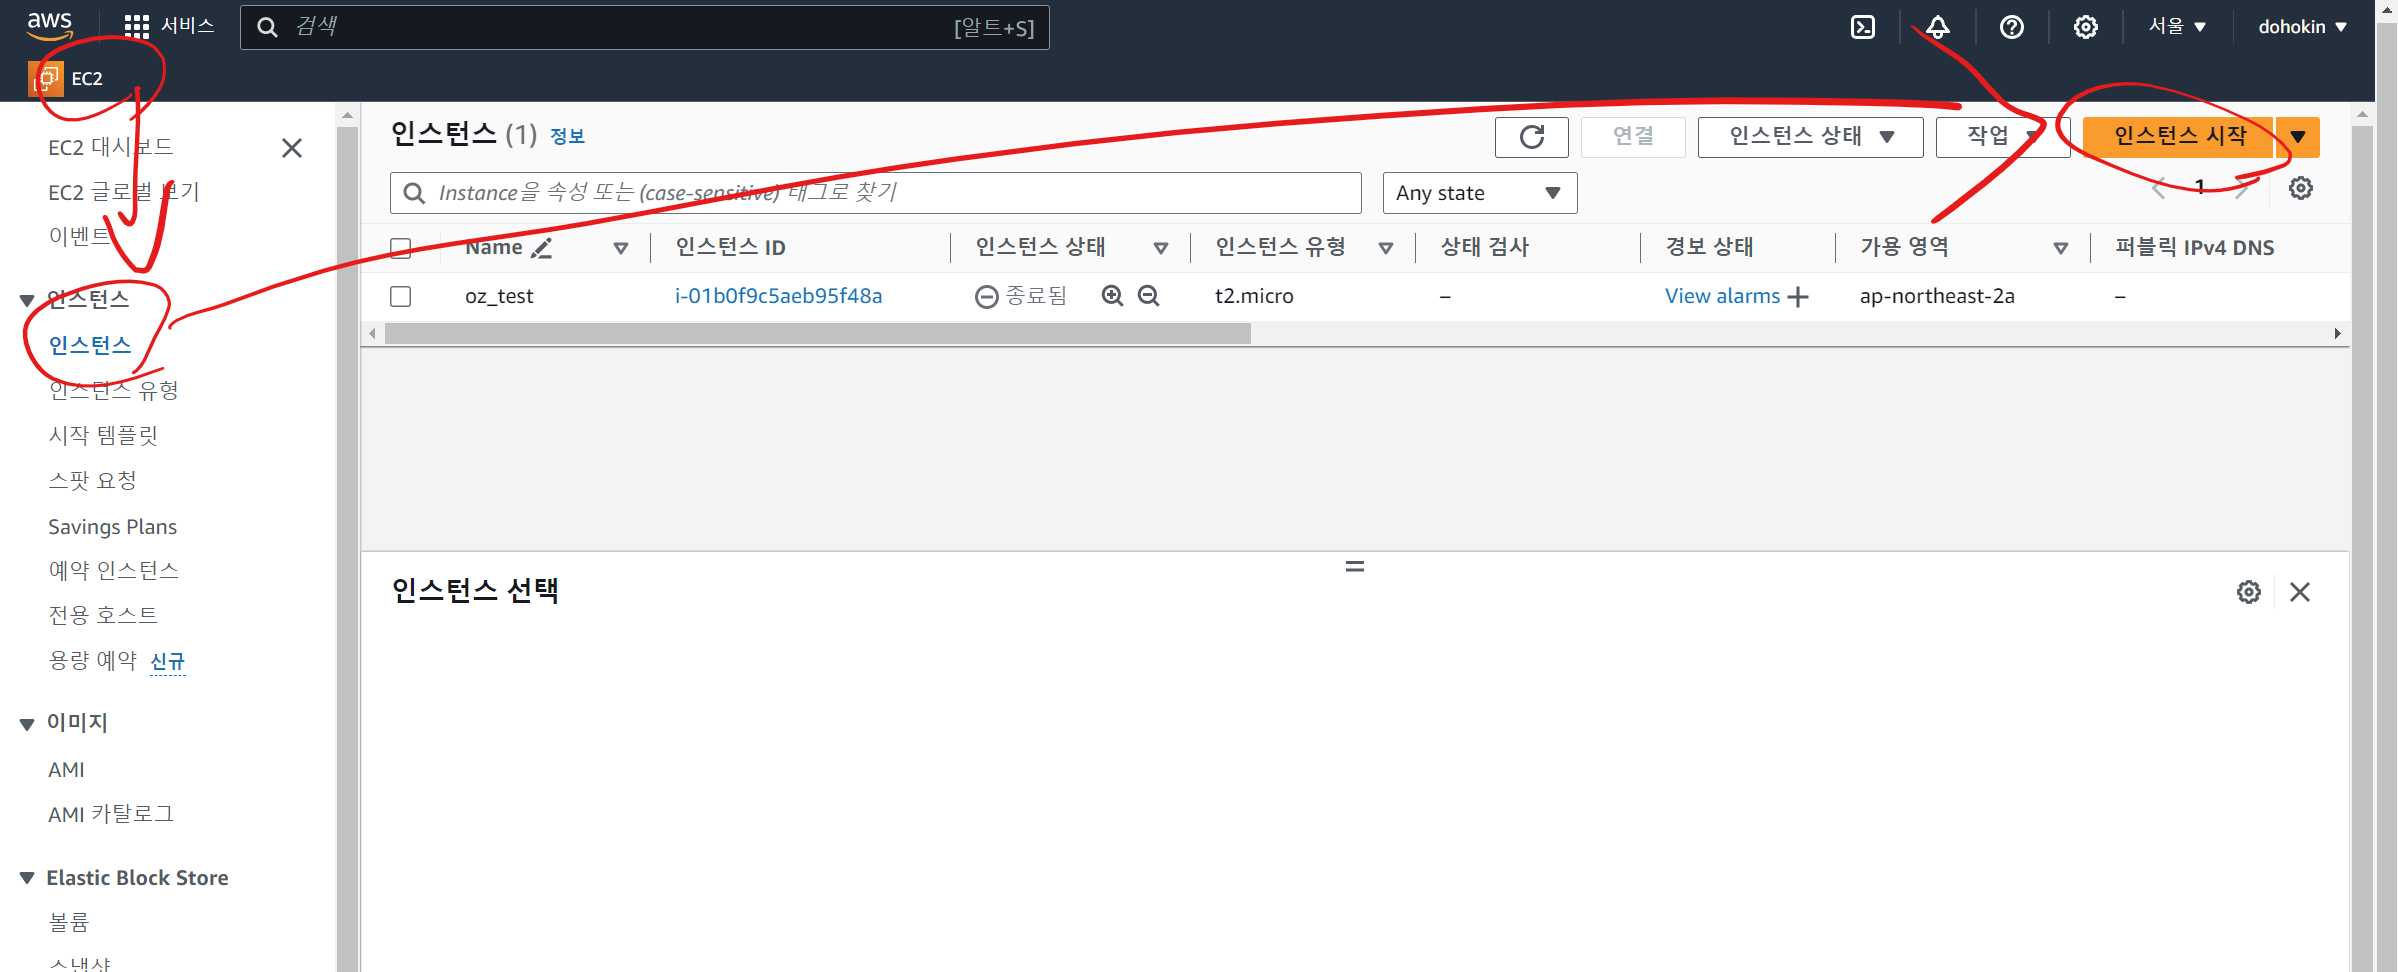 aws 서비스 검색 [알트+S] 서울 dohokin
EC2
EC2 대시보드
EC2 글로벌 보기
이벤트
인스턴스
인스턴스
인스턴스 유형
시작 템플릿
스팟 요청
Savings Plans
예약 인스턴스
전용 호스트
용량 예약 신규
이미지
AMI
AMI 카탈로그
Elastic Block Store
볼륨
스냅샷
인스턴스 (1) 정보 연결 인스턴스 상태 작업 인스턴스 시작
Instance을 속성 또는 (case-sensitive) 태그로 찾기 Any state 1
Name 인스턴스 ID 인스턴스 상태 인스턴스 유형 상태 검사 경보 상태 가용 영역 퍼블릭 IPv4 DNS
oz_test i-01b0f9c5aeb95f48a 종료됨 t2.micro – View alarms + ap-northeast-2a –
인스턴스 선택